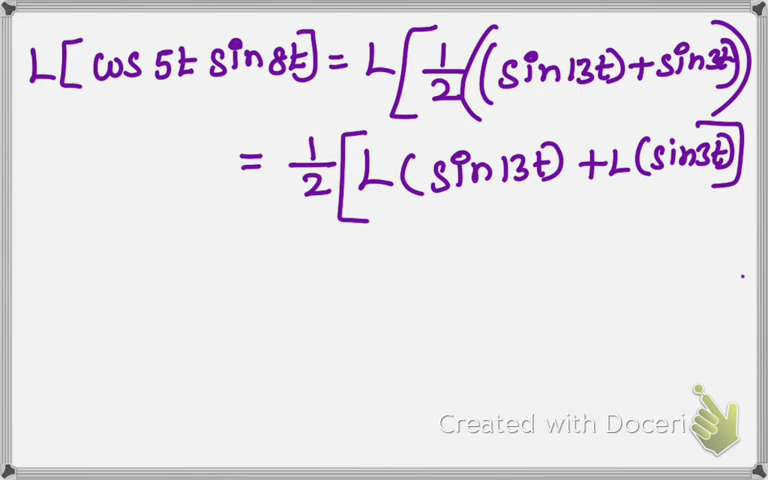 L[ cos 5t sin 8t] = L[ 1/2 ((sin 13t) + sin 3t))
= 1/2 [ L ( sin 13t) + L (sin 3t) ]
Created with Doceri